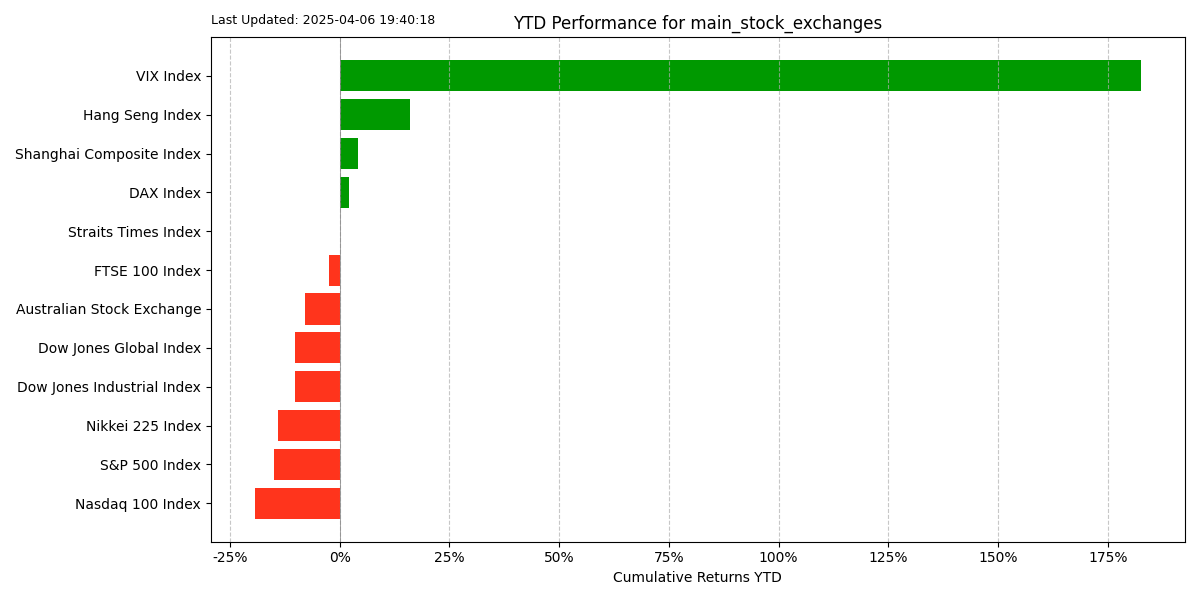 Last Updated: 2025-04-06 19:40:18
YTD Performance for main_stock_exchanges
VIX Index
Hang Seng Index
Shanghai Composite Index
DAX Index
Straits Times Index
FTSE 100 Index
Australian Stock Exchange
Dow Jones Global Index
Dow Jones Industrial Index
Nikkei 225 Index
S&P 500 Index
Nasdaq 100 Index
-25% 0% 25% 50% 75% 100% 125% 150% 175%
Cumulative Returns YTD